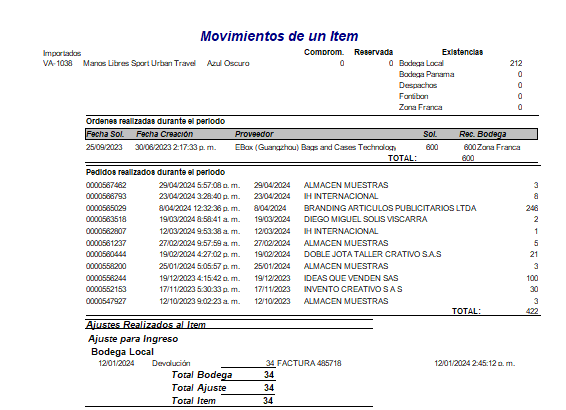 Movimientos de un Item
Importados Comprom. Reservada Existencias
VA-1038 Manos Libres Sport Urban Travel Azul Oscuro 0 0 Bodega Local 212
Bodega Panama 0
Despachos 0
Fontibon 0
Zona Franca 0
Ordenes realizadas durante el periodo
Fecha Sol. Fecha Creación Proveedor Sol. Rec. Bodega
25/09/2023 30/06/2023 2:17:33 p. m. EBox (Guangzhou) Bags and Cases Technology 600 600 Zona Franca
TOTAL: 600
Pedidos realizados durante el periodo
0000567462 29/04/2024 5:57:08 p. m. 29/04/2024 ALMACEN MUESTRAS 3
0000566793 23/04/2024 3:28:40 p. m. 23/04/2024 IH INTERNACIONAL 8
0000565029 8/04/2024 12:32:36 p. m. 8/04/2024 BRANDING ARTICULOS PUBLICITARIOS LTDA 246
0000563518 19/03/2024 8:58:41 a. m. 19/03/2024 DIEGO MIGUEL SOLIS VISCARRA 2
0000562807 12/03/2024 9:53:38 a. m. 12/03/2024 IH INTERNACIONAL 1
0000561237 27/02/2024 9:57:59 a. m. 27/02/2024 ALMACEN MUESTRAS 5
0000560444 19/02/2024 4:27:02 p. m. 19/02/2024 DOBLE JOTA TALLER CRATIVO S.A.S 21
0000558200 25/01/2024 5:05:57 p. m. 25/01/2024 ALMACEN MUESTRAS 3
0000556244 19/12/2023 4:15:42 p. m. 19/12/2023 IDEAS QUE VENDEN SAS 100
0000552153 17/11/2023 5:30:33 p. m. 17/11/2023 INVENTO CREATIVO S A S 30
0000547927 12/10/2023 9:02:23 a. m. 12/10/2023 ALMACEN MUESTRAS 3
TOTAL: 422
Ajustes Realizados al Item
Ajuste para Ingreso
Bodega Local
12/01/2024 Devolución 34 FACTURA 485718 12/01/2024 2:45:12 p. m.
Total Bodega 34
Total Ajuste 34
Total Item 34